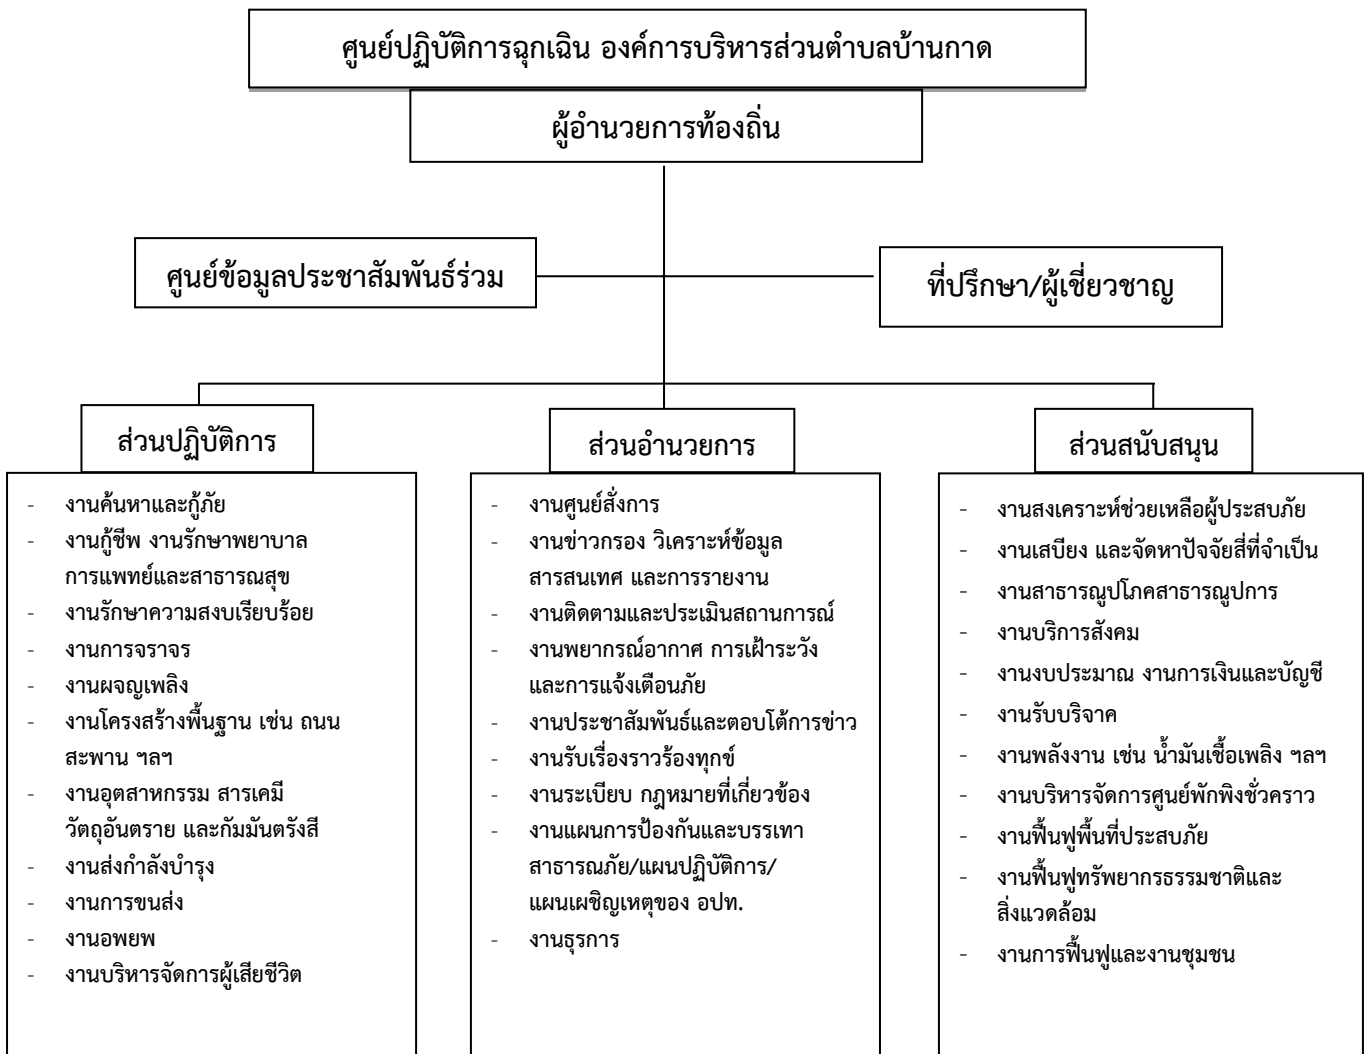 ศูนย์ปฏิบัติการฉุกเฉิน องค์การบริหารส่วนตำบลบ้านกาด
ผู้อำนวยการท้องถิ่น
ศูนย์ข้อมูลประชาสัมพันธ์ร่วม
ที่ปรึกษา/ผู้เชี่ยวชาญ
ส่วนปฏิบัติการ
- งานค้นหาและกู้ภัย
- งานกู้ชีพ งานรักษาพยาบาล
การแพทย์และสาธารณสุข
- งานรักษาความสงบเรียบร้อย
- งานการจราจร
- งานผจญเพลิง
- งานโครงสร้างพื้นฐาน เช่น ถนน
สะพาน ฯลฯ
- งานอุตสาหกรรม สารเคมี
วัตถุอันตราย และกัมมันตรังสี
- งานส่งกำลังบำรุง
- งานการขนส่ง
- งานอพยพ
- งานบริหารจัดการผู้เสียชีวิต
ส่วนอำนวยการ
- งานศูนย์สั่งการ
- งานข่าวกรอง วิเคราะห์ข้อมูล
สารสนเทศ และการรายงาน
- งานติดตามและประเมินสถานการณ์
- งานพยากรณ์อากาศ การเฝ้าระวัง
และการแจ้งเตือนภัย
- งานประชาสัมพันธ์และตอบโต้การข่าว
- งานรับเรื่องราวร้องทุกข์
- งานระเบียบ กฎหมายที่เกี่ยวข้อง
- งานแผนการป้องกันและบรรเทา
สาธารณภัย/แผนปฏิบัติการ/
แผนเผชิญเหตุของ อปท.
- งานธุรการ
ส่วนสนับสนุน
- งานสงเคราะห์ช่วยเหลือผู้ประสบภัย
- งานเสบียง และจัดหาปัจจัยสี่ที่จำเป็น
- งานสาธารณูปโภคสาธารณูปการ
- งานบริการสังคม
- งานงบประมาณ งานการเงินและบัญชี
- งานรับบริจาค
- งานพลังงาน เช่น น้ำมันเชื้อเพลิง ฯลฯ
- งานบริหารจัดการศูนย์พักพิงชั่วคราว
- งานฟื้นฟูพื้นที่ประสบภัย
- งานฟื้นฟูทรัพยากรธรรมชาติและ
สิ่งแวดล้อม
- งานการฟื้นฟูและงานชุมชน